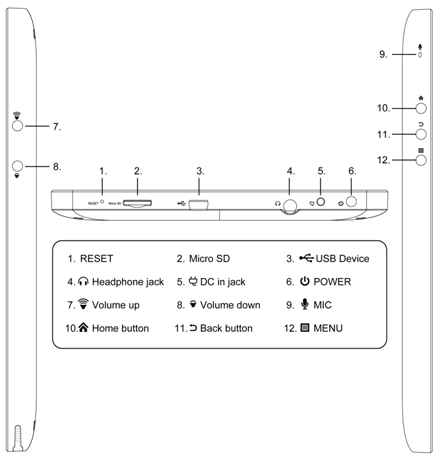 9.
10.
11.
12.
7.
8.
1. 2. 3. 4. 5. 6.
RESET Micro SD
1. RESET 2. Micro SD 3. USB Device
4. Headphone jack 5. DC in jack 6. POWER
7. Volume up 8. Volume down 9. MIC
10. Home button 11. Back button 12. MENU